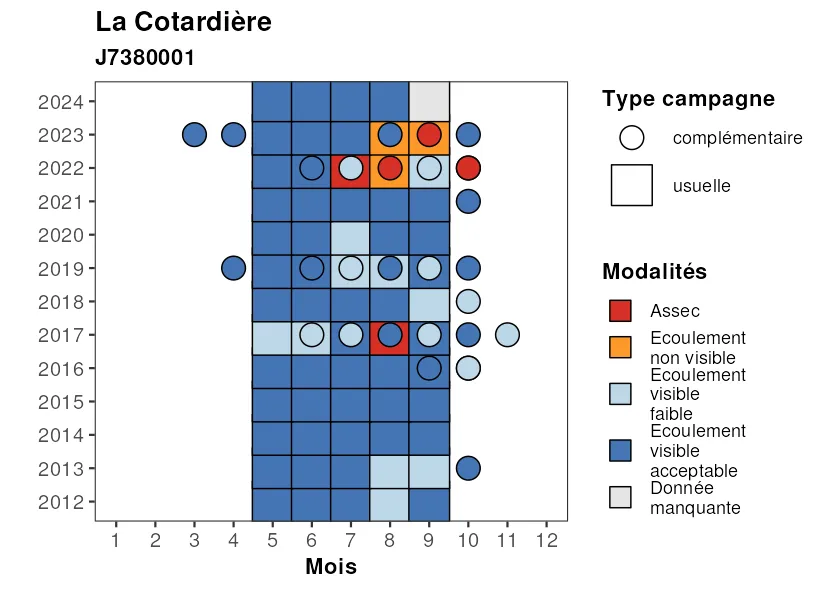 La Cotardière
J7380001
2024
2023
2022
2021
2020
2019
2018
2017
2016
2015
2014
2013
2012
1 2 3 4 5 6 7 8 9 10 11 12
Mois
Type campagne
complémentaire
usuelle
Modalités
Assec
Ecoulement
non visible
Ecoulement
visible
faible
Ecoulement
visible
acceptable
Donnée
manquante